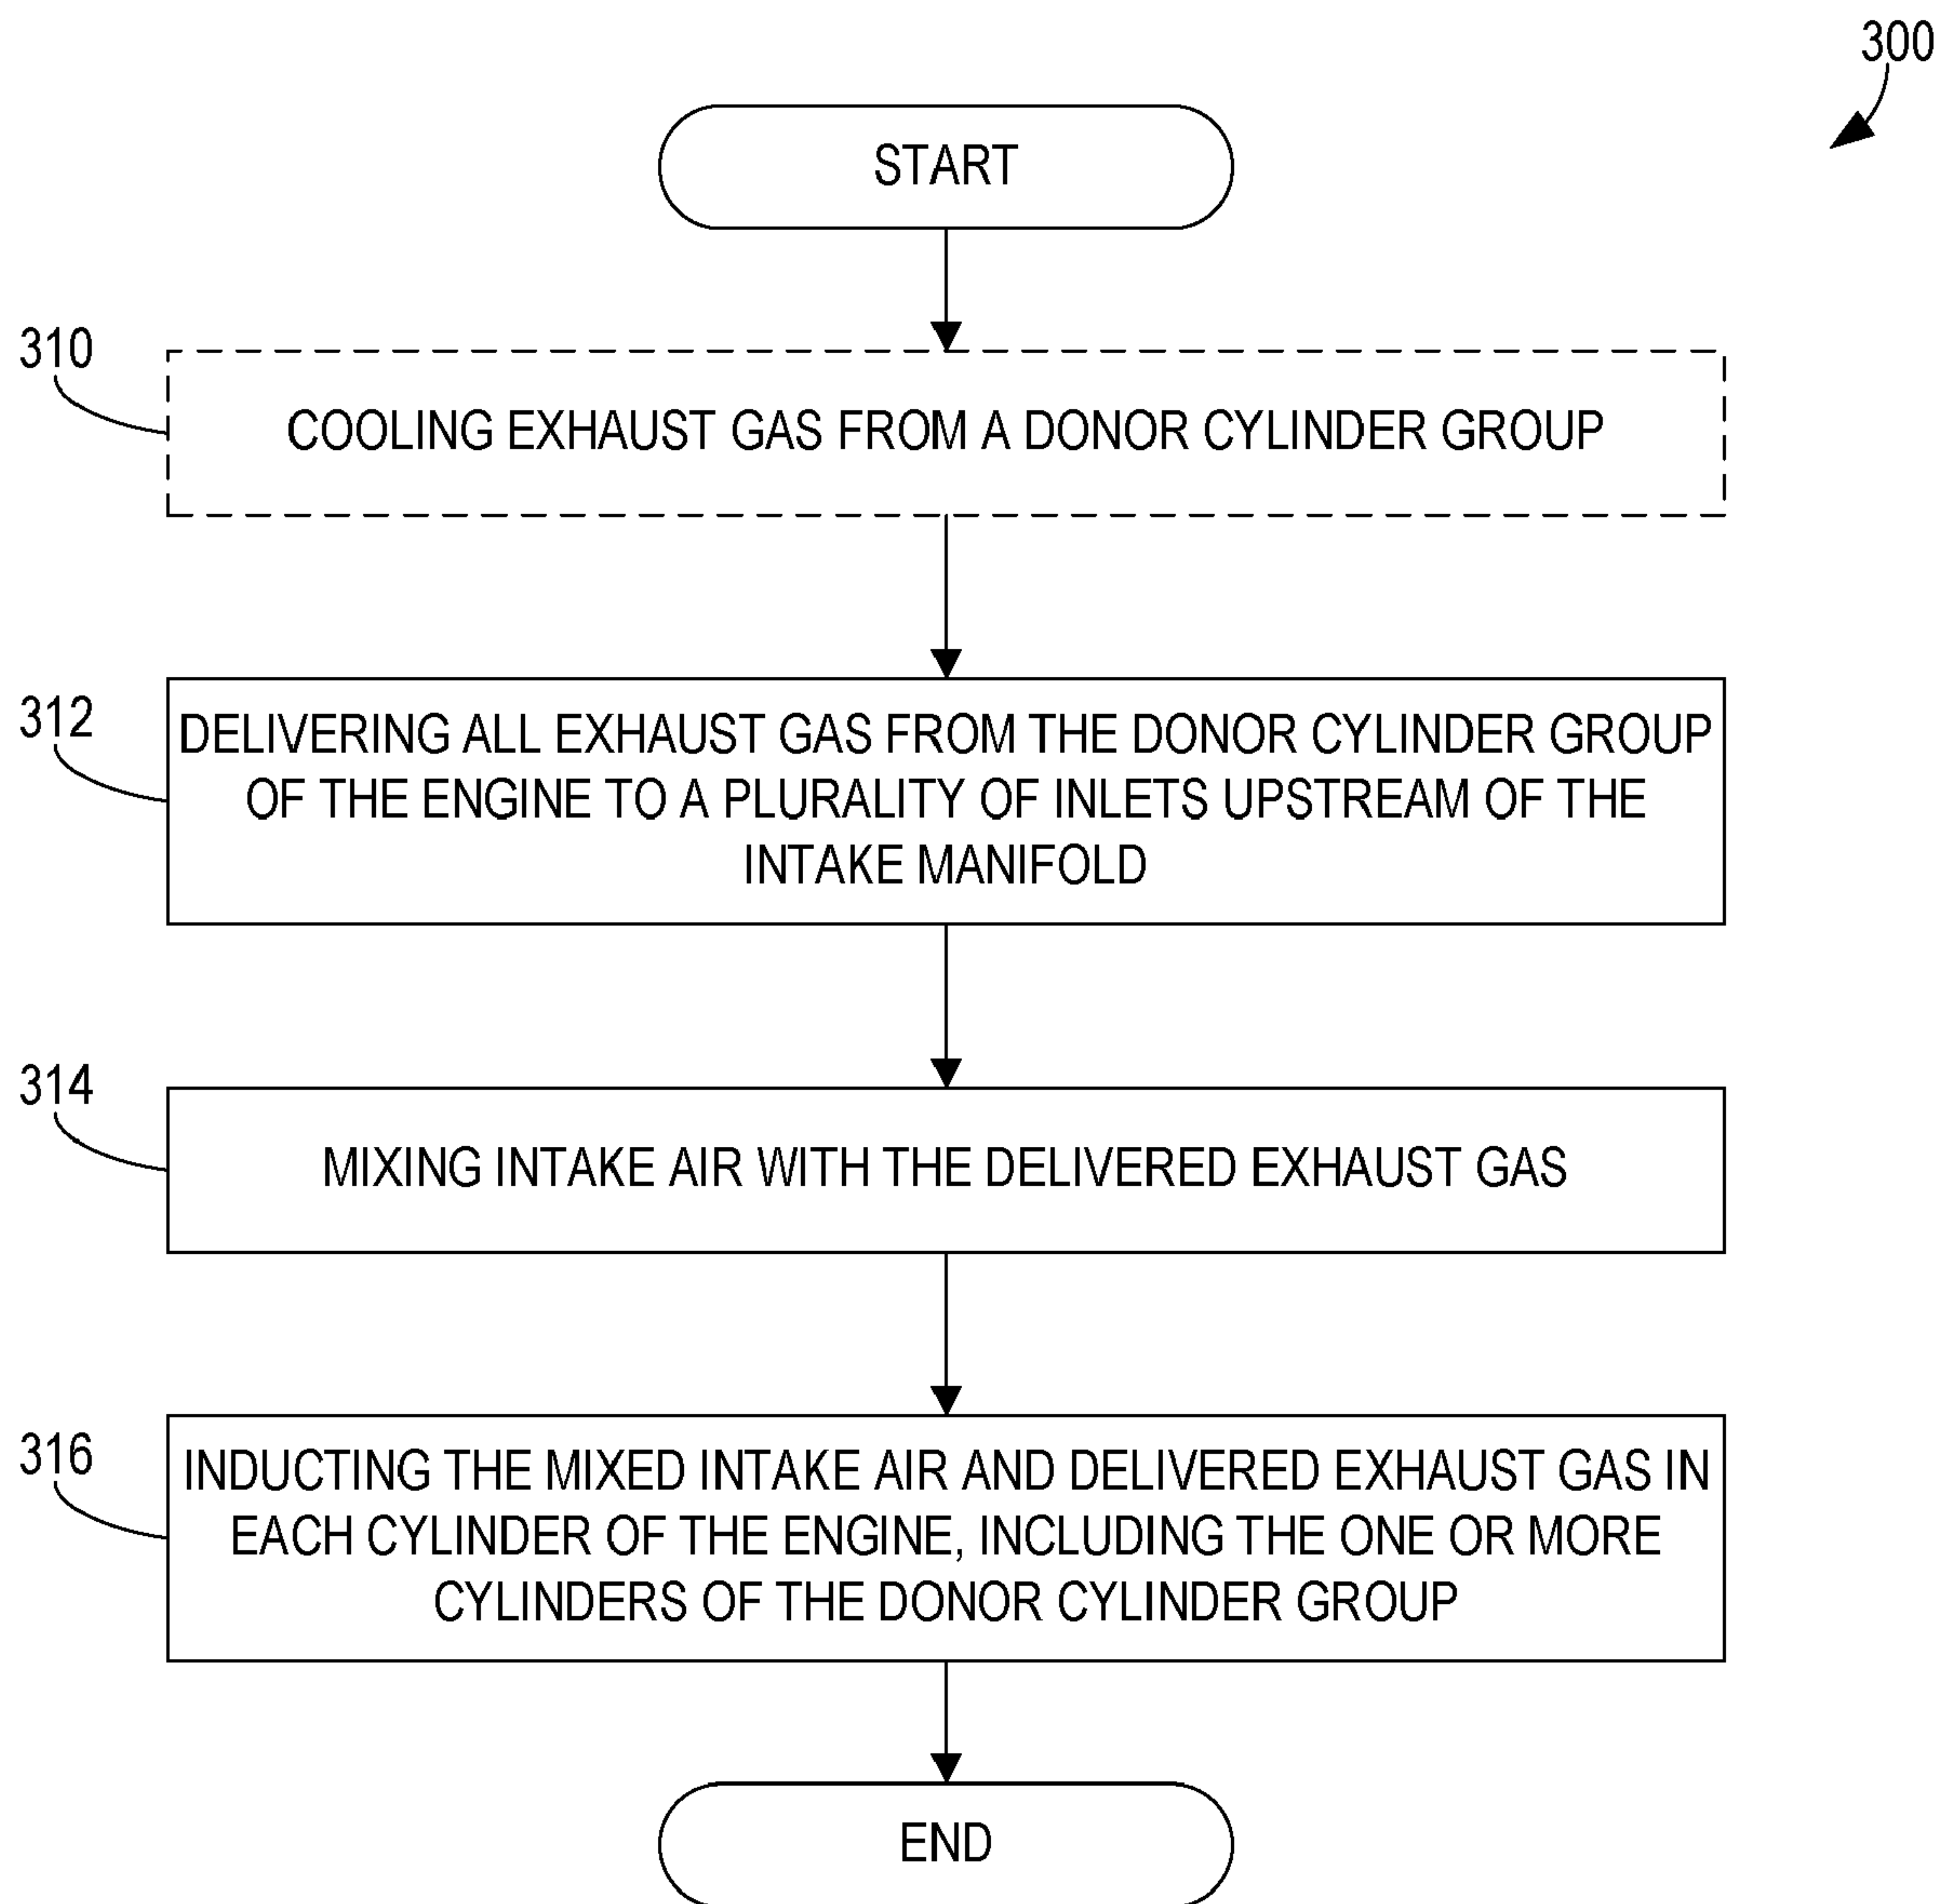 300
START
310
COOLING EXHAUST GAS FROM A DONOR CYLINDER GROUP
312
DELIVERING ALL EXHAUST GAS FROM THE DONOR CYLINDER GROUP
OF THE ENGINE TO A PLURALITY OF INLETS UPSTREAM OF THE
INTAKE MANIFOLD
314
MIXING INTAKE AIR WITH THE DELIVERED EXHAUST GAS
316
INDUCTING THE MIXED INTAKE AIR AND DELIVERED EXHAUST GAS IN
EACH CYLINDER OF THE ENGINE, INCLUDING THE ONE OR MORE
CYLINDERS OF THE DONOR CYLINDER GROUP
END